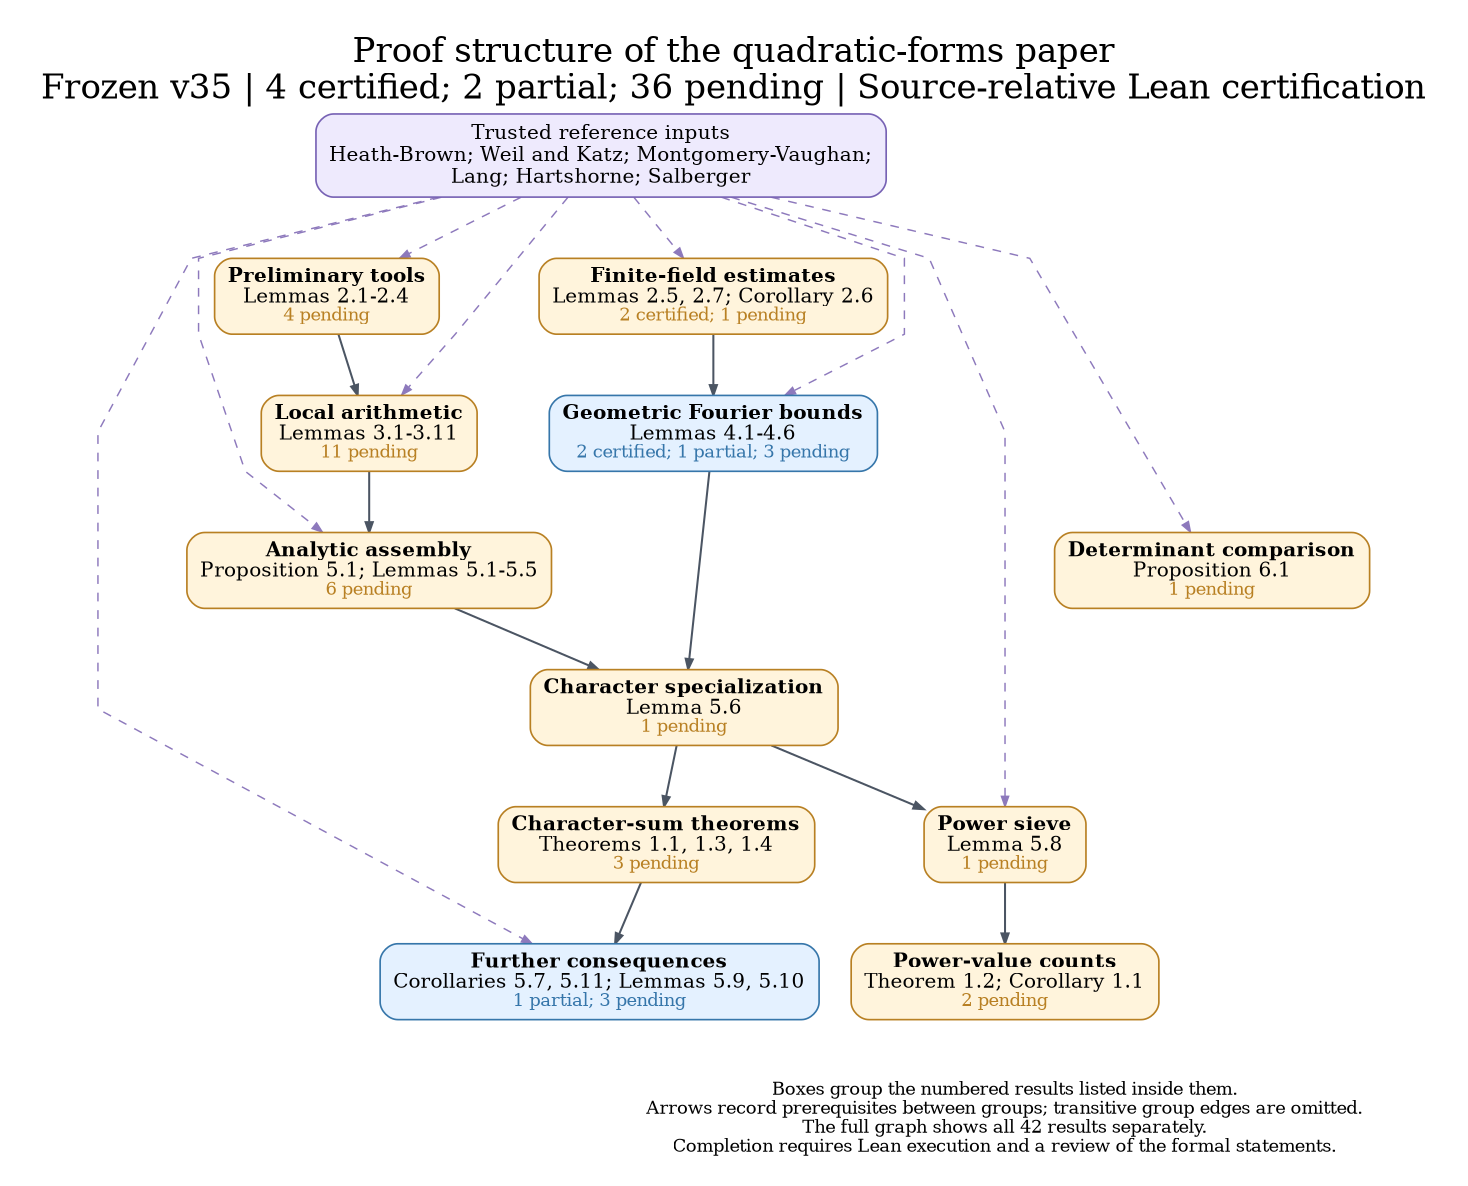 Proof structure of the quadratic-forms paper
Frozen v35 | 4 certified; 2 partial; 36 pending | Source-relative Lean certification
Trusted reference inputs
Heath-Brown; Weil and Katz; Montgomery-Vaughan;
Lang; Hartshorne; Salberger
Preliminary tools
Lemmas 2.1-2.4
4 pending
Finite-field estimates
Lemmas 2.5, 2.7; Corollary 2.6
2 certified; 1 pending
Local arithmetic
Lemmas 3.1-3.11
11 pending
Geometric Fourier bounds
Lemmas 4.1-4.6
2 certified; 1 partial; 3 pending
Analytic assembly
Proposition 5.1; Lemmas 5.1-5.5
6 pending
Determinant comparison
Proposition 6.1
1 pending
Character specialization
Lemma 5.6
1 pending
Character-sum theorems
Theorems 1.1, 1.3, 1.4
3 pending
Power sieve
Lemma 5.8
1 pending
Further consequences
Corollaries 5.7, 5.11; Lemmas 5.9, 5.10
1 partial; 3 pending
Power-value counts
Theorem 1.2; Corollary 1.1
2 pending
Boxes group the numbered results listed inside them.
Arrows record prerequisites between groups; transitive group edges are omitted.
The full graph shows all 42 results separately.
Completion requires Lean execution and a review of the formal statements.